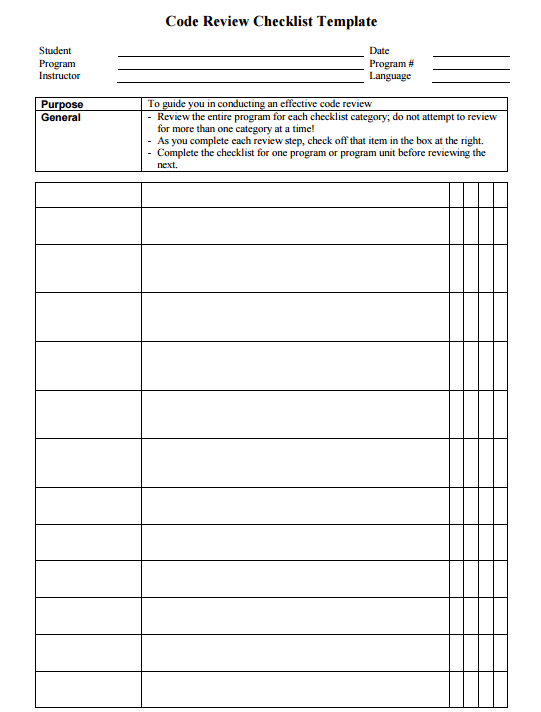 Code Review Checklist Template
Student Date
Program Program #
Instructor Language
Purpose To guide you in conducting an effective code review
General - Review the entire program for each checklist category; do not attempt to review
for more than one category at a time!
- As you complete each review step, check off that item in the box at the right.
- Complete the checklist for one program or program unit before reviewing the
next.